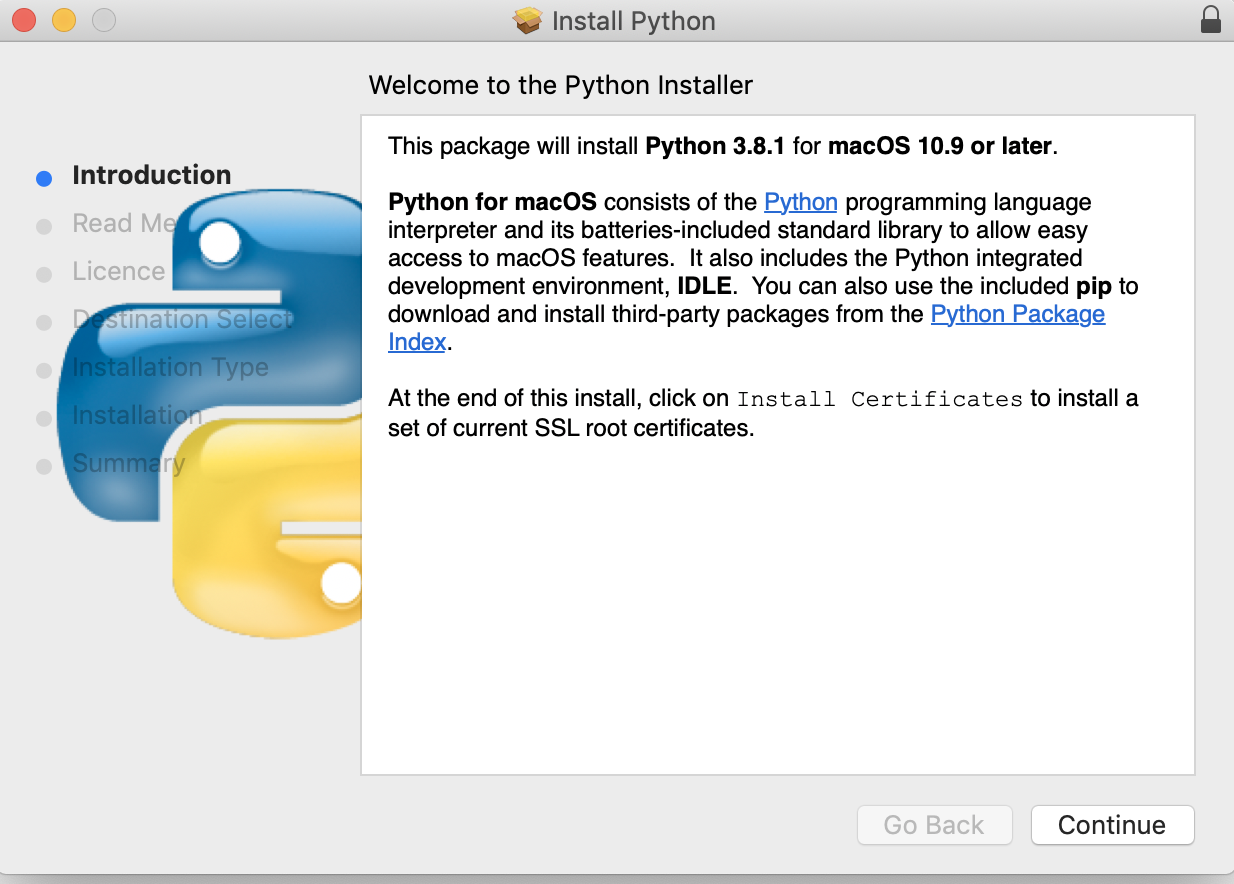 Install Python
Welcome to the Python Installer
Introduction
Read Me
Licence
Destination Select
Installation Type
Installation
Summary
This package will install Python 3.8.1 for macOS 10.9 or later.
Python for macOS consists of the Python programming language
interpreter and its batteries-included standard library to allow easy
access to macOS features.  It also includes the Python integrated
development environment, IDLE.  You can also use the included pip to
download and install third-party packages from the Python Package
Index.
At the end of this install, click on Install Certificates to install a
set of current SSL root certificates.
Go Back
Continue